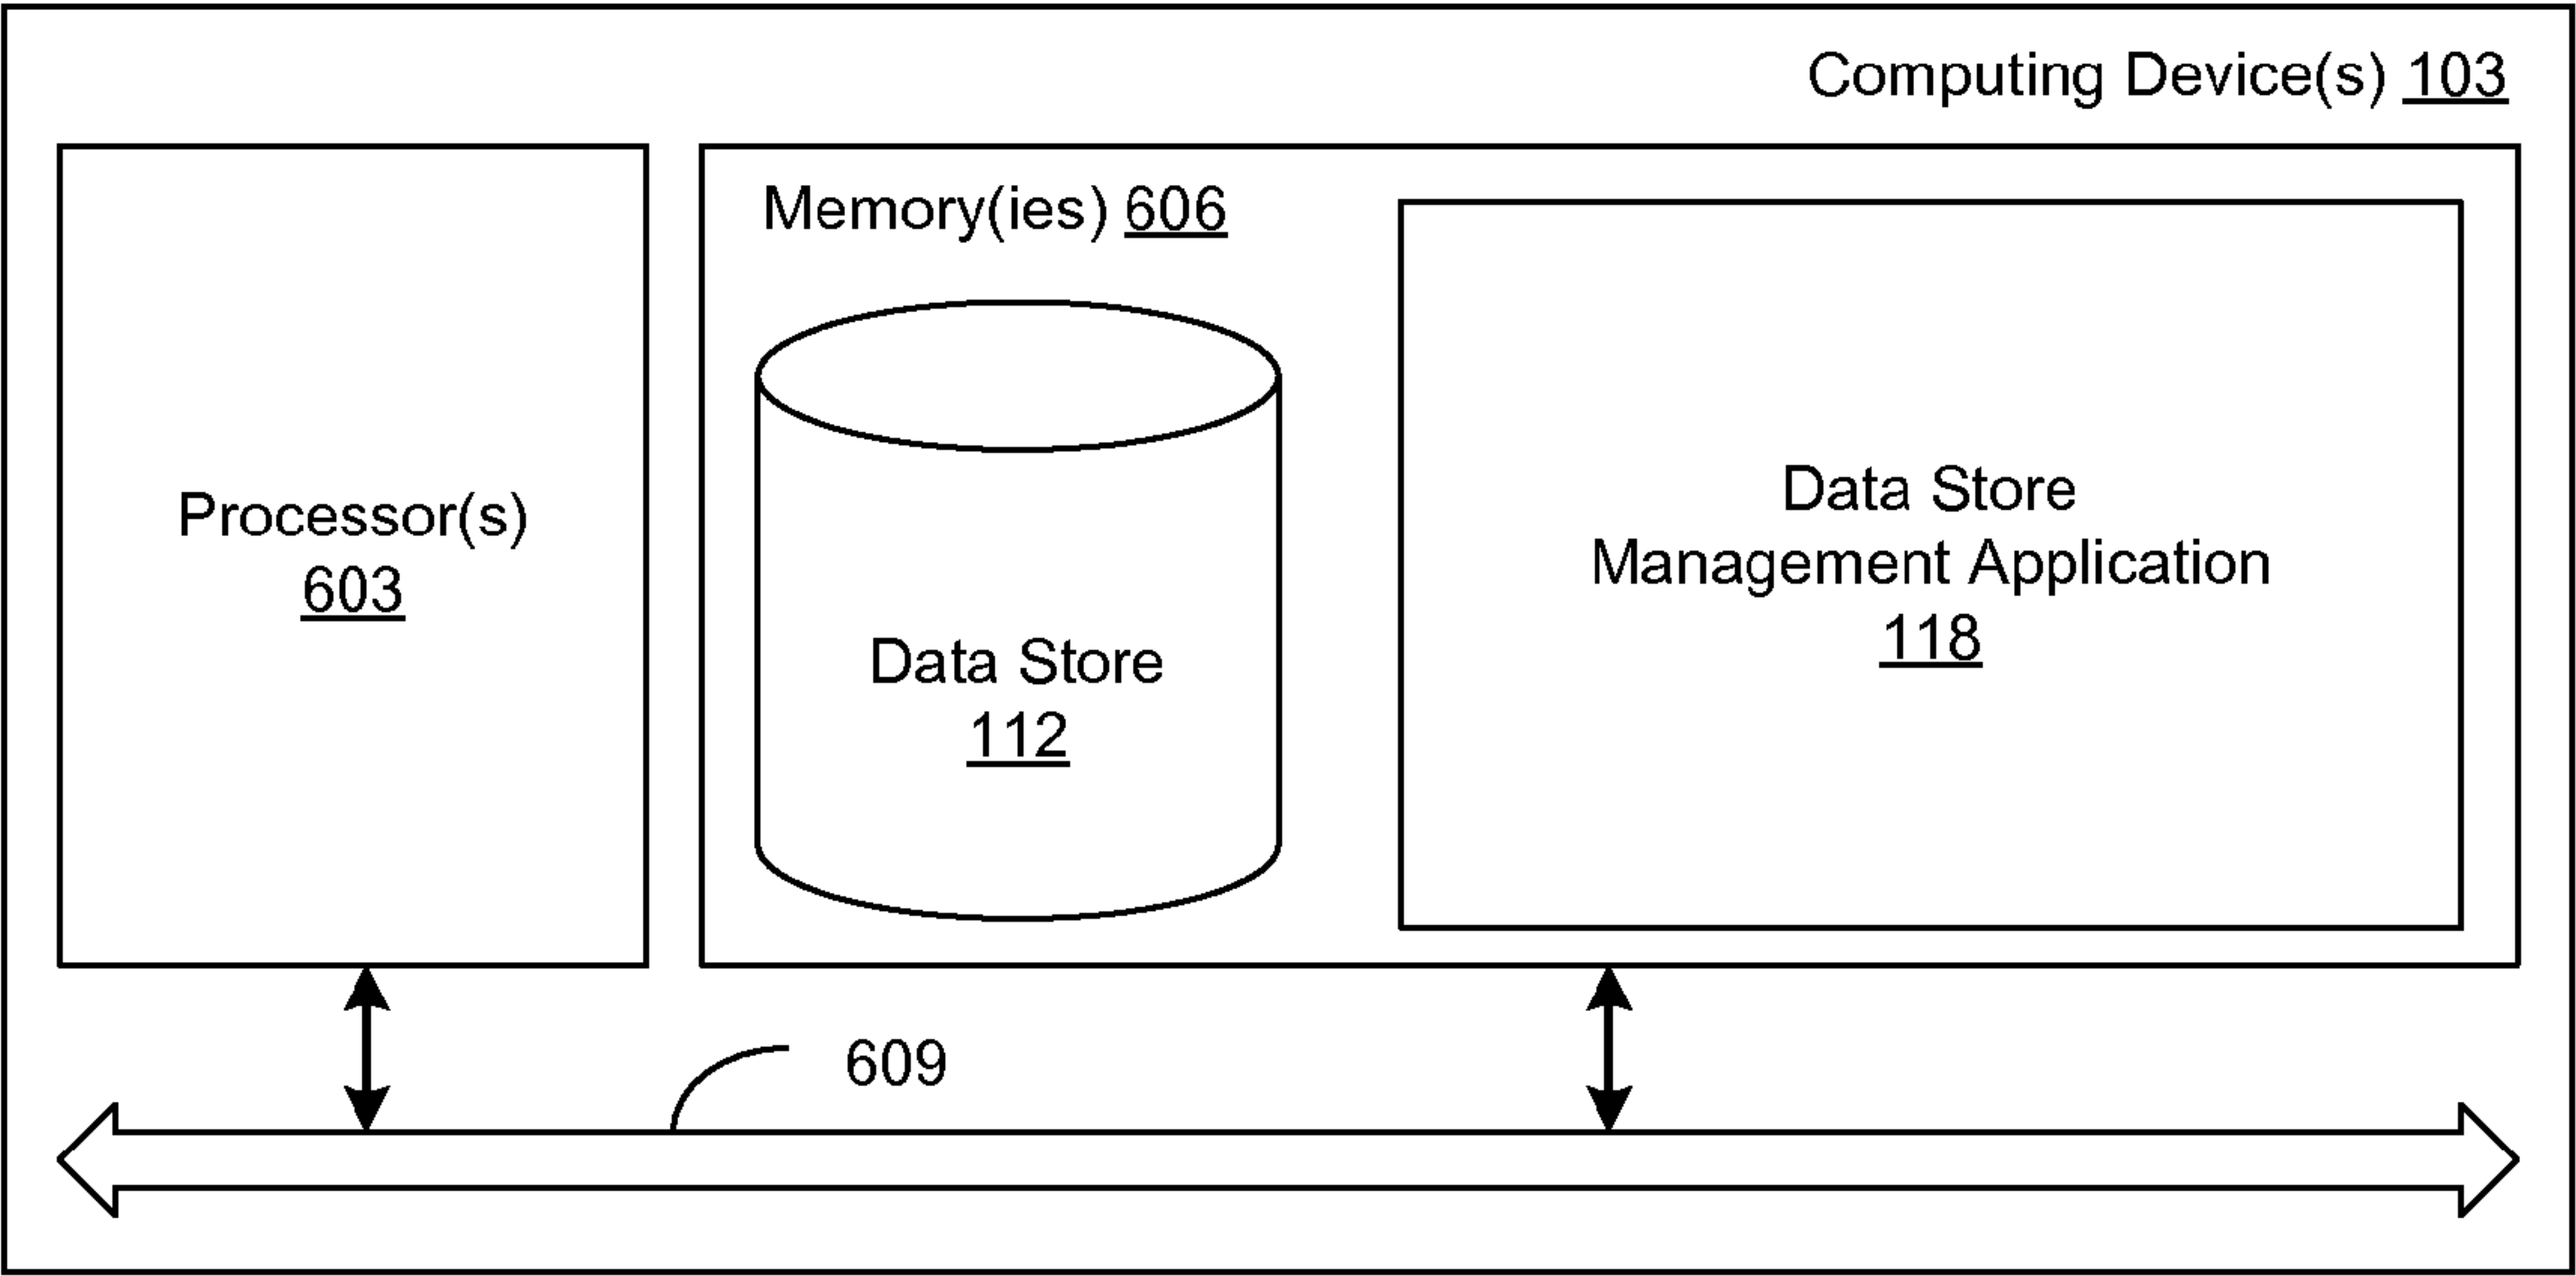 Computing Device(s) 103
Processor(s)
603
Memory(ies) 606
Data Store
112
Data Store
Management Application
118
609